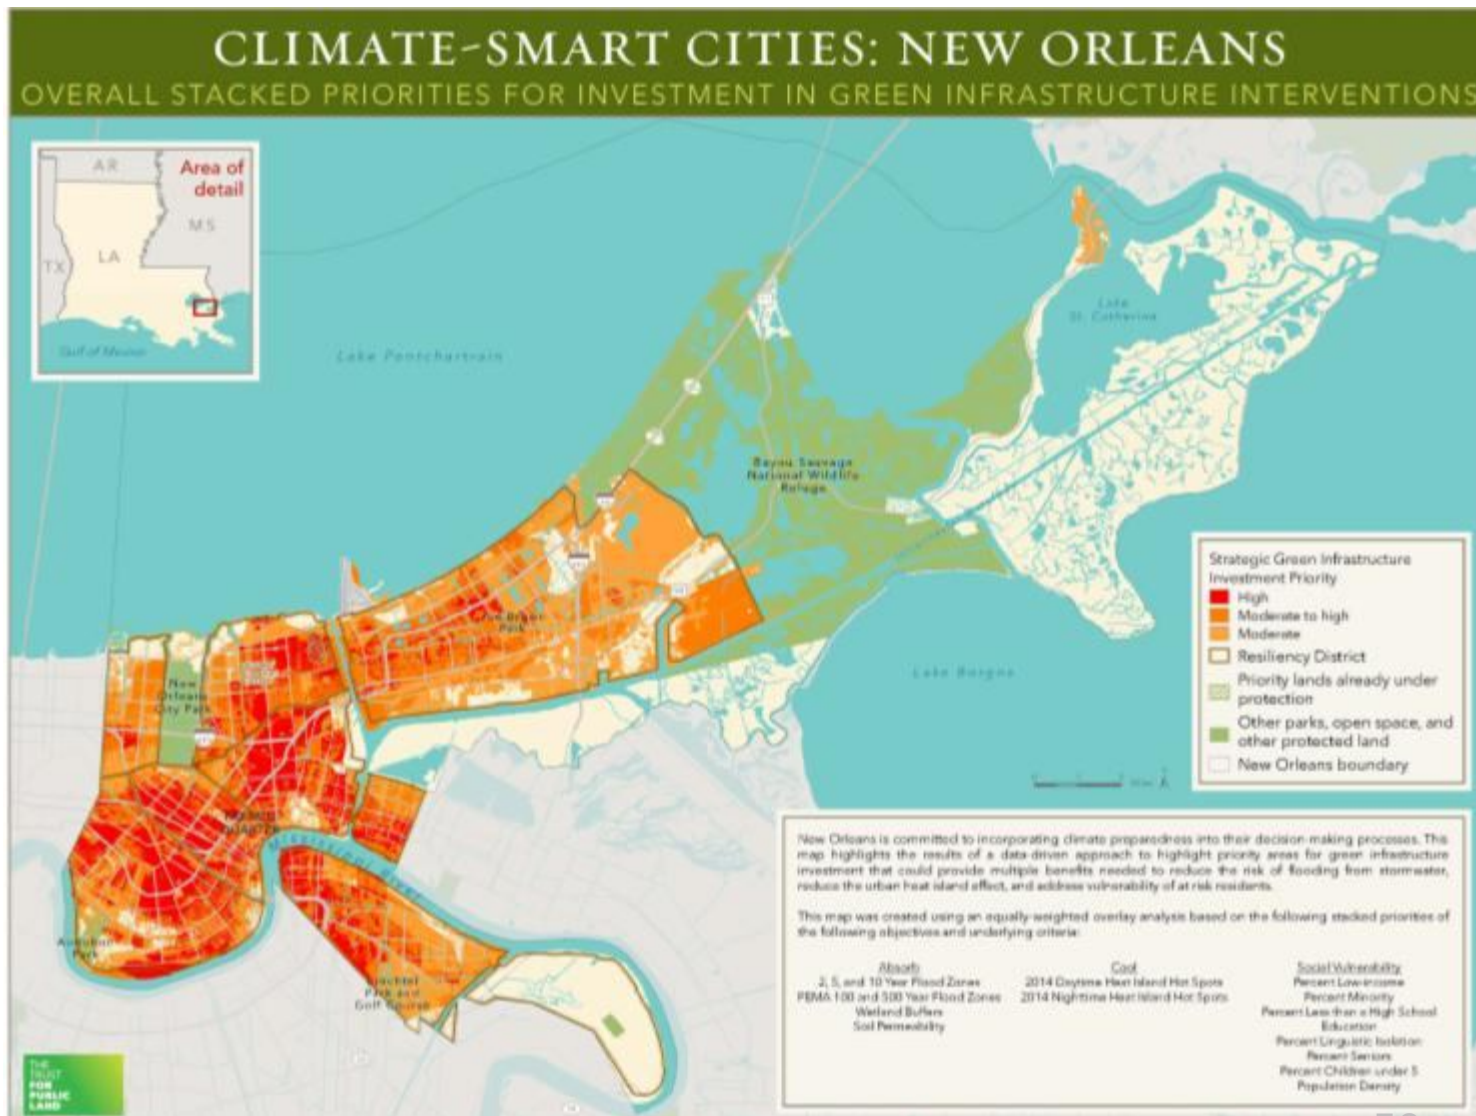 CLIMATE-SMART CITIES: NEW ORLEANS
OVERALL STACKED PRIORITIES FOR INVESTMENT IN GREEN INFRASTRUCTURE INTERVENTIONS
Area of
detail
AR
MS
LA
TX
Gulf of Mexico
Lake Pontchartrain
Lake
St. Catherine
Bayou Sauvage
National Wildlife
Refuge
Park
New
Orleans
City Park
Lake Borgne
QUARTER
Mississippi River
Audubon
Park
Park and
Golf Course
Strategic Green Infrastructure
Investment Priority
High
Moderate to high
Moderate
Resiliency District
Priority lands already under
protection
Other parks, open space, and
other protected land
New Orleans boundary
New Orleans is committed to incorporating climate preparedness into their decision making processes. This
map highlights the results of a data-driven approach to highlight priority areas for green infrastructure
investment that could provide multiple benefits needed to reduce the risk of flooding from stormwater,
reduce the urban heat island effect, and address vulnerability of at risk residents.
This map was created using an equally-weighted overlay analysis based on the following stacked priorities of
the following objectives and underlying criteria:
Absorb
2, 5, and 10 Year Flood Zones
FEMA 100 and 500 Year Flood Zones
Wetland Buffers
Soil Permeability
Cool
2014 Daytime Heat Island Hot Spots
2014 Nighttime Heat Island Hot Spots
Social Vulnerability
Percent Low-income
Percent Minority
Percent Less than a High School
Education
Percent Linguistic Isolation
Percent Seniors
Percent Children under 5
Population Density
THE
TRUST
FOR
PUBLIC
LAND